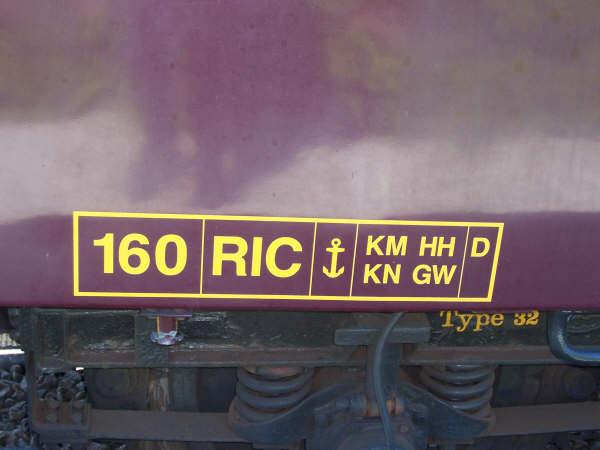 160 RIC ⚓ KM HH D
KN GW
Type 32